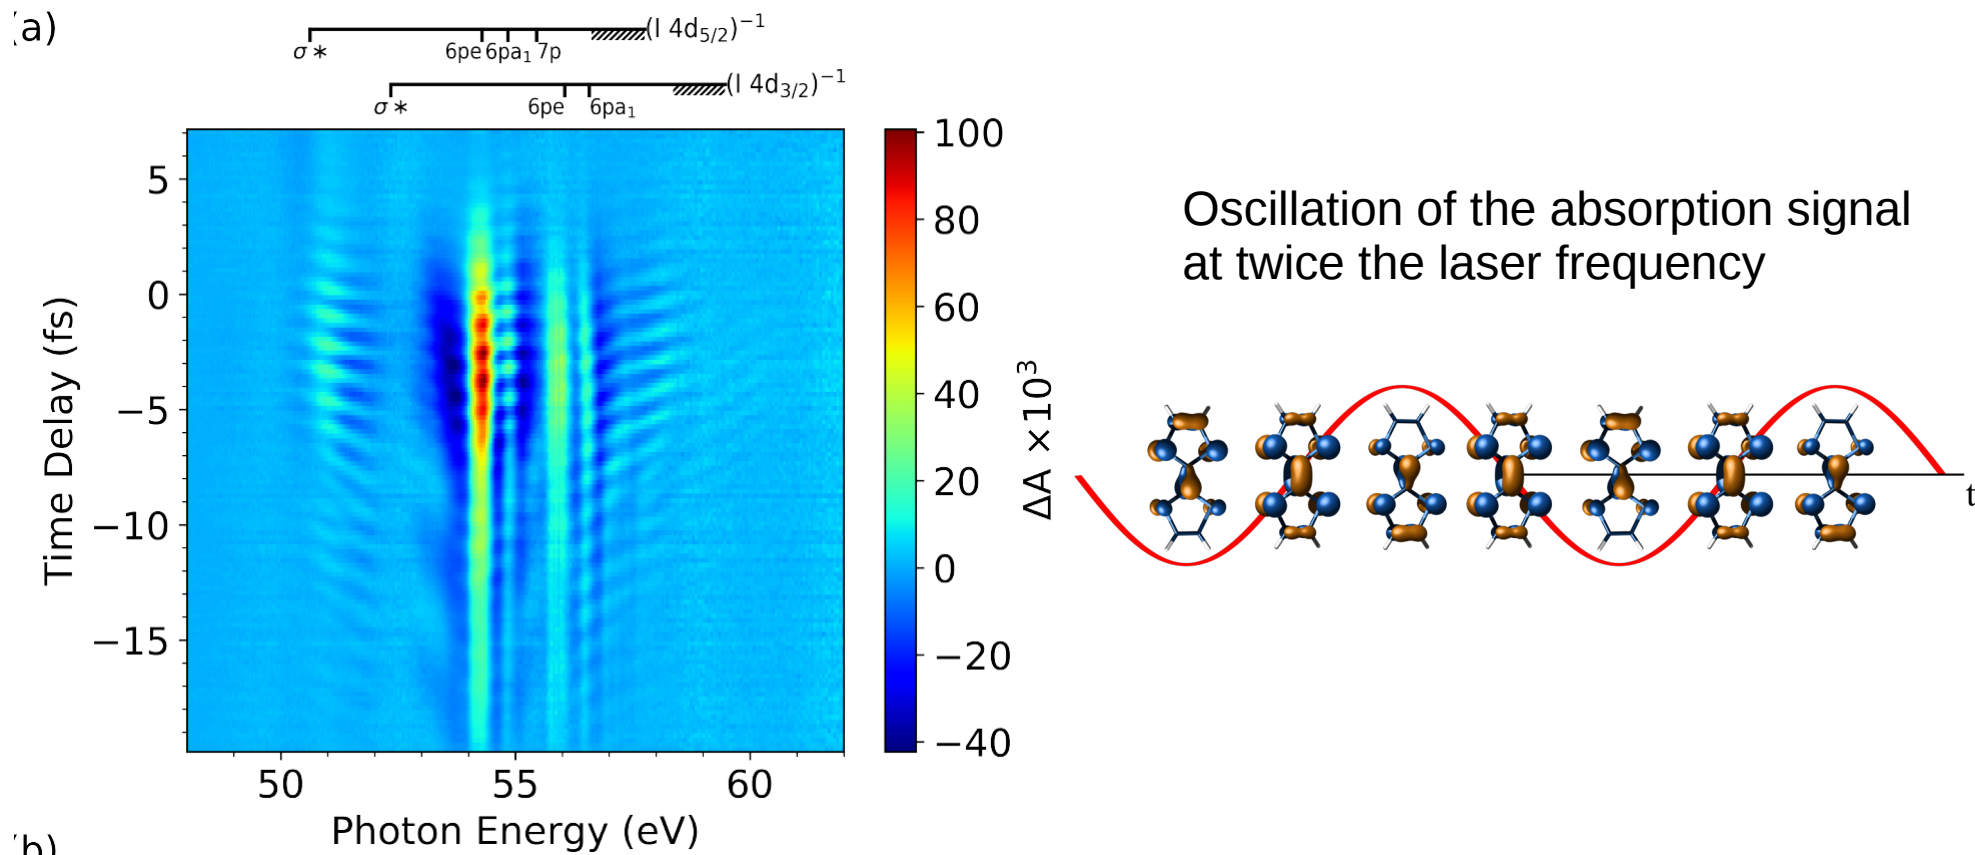 (a)
(I 4d5/2)−1
σ* 6pe 6pa1 7p
(I 4d3/2)−1
σ* 6pe 6pa1
5
0
−5
−10
−15
Time Delay (fs)
50 55 60
Photon Energy (eV)
100
80
60
40
20
0
−20
−40
ΔA ×10³
Oscillation of the absorption signal
at twice the laser frequency
t
(b)